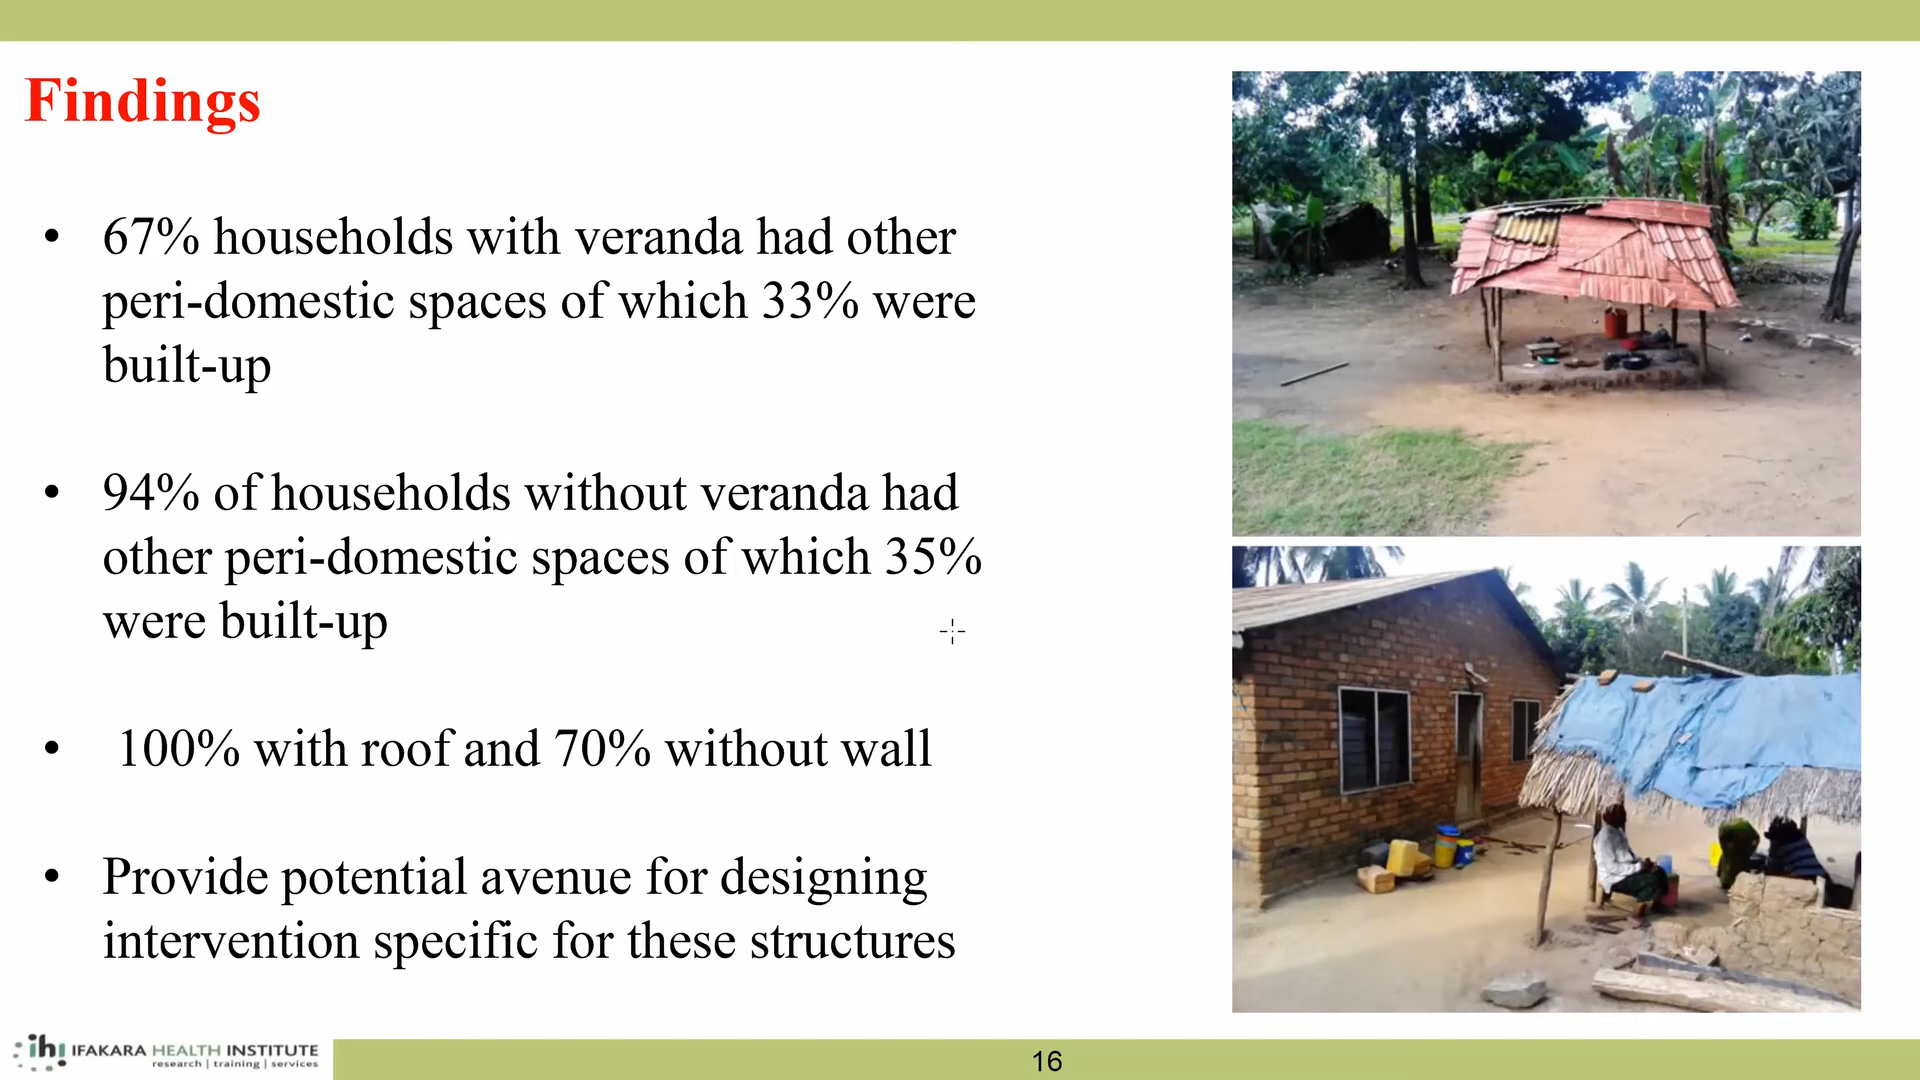 Findings
• 67% households with veranda had other
peri-domestic spaces of which 33% were
built-up
• 94% of households without veranda had
other peri-domestic spaces of which 35%
were built-up
• 100% with roof and 70% without wall
• Provide potential avenue for designing
intervention specific for these structures
ihi IFAKARA HEALTH INSTITUTE
research | training | services
16